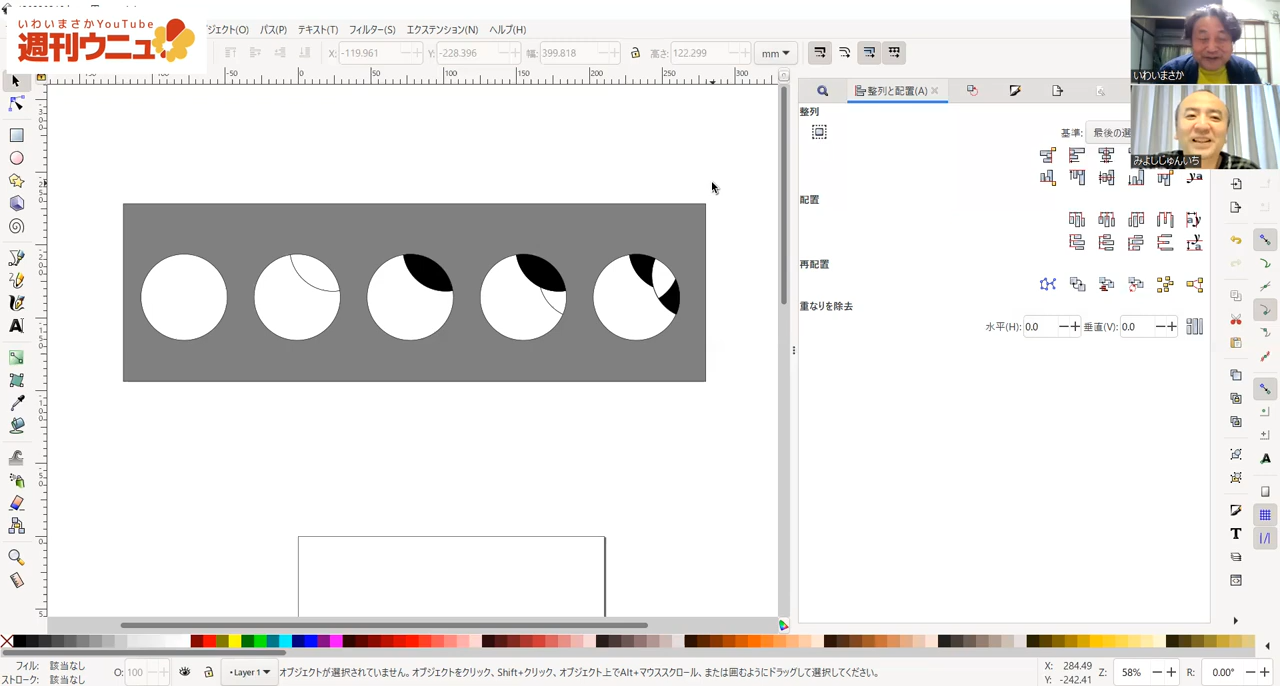 いわいまさかYouTube
週刊ウニュー
ジェクト(O) パス(P) テキスト(T) フィルター(S) エクステンション(N) ヘルプ(H)
X: -119.961 Y: -228.396 幅: 399.818 高さ: 122.299 mm
-50 0 50 100 150 200 250 300
いわいまさか
みよしじゅんいち
整列と配置(A)
整列
基準: 最後の選
配置
再配置
重なりを除去
水平(H): 0.0 垂直(V): 0.0
フィル: 該当なし
ストローク: 該当なし
O: 100
Layer 1
オブジェクトが選択されていません。オブジェクトをクリック、Shift+クリック、オブジェクト上でAlt+マウススクロール、または囲むようにドラッグして選択してください。
X: 284.49
Y: -242.41
Z: 58%
R: 0.00°